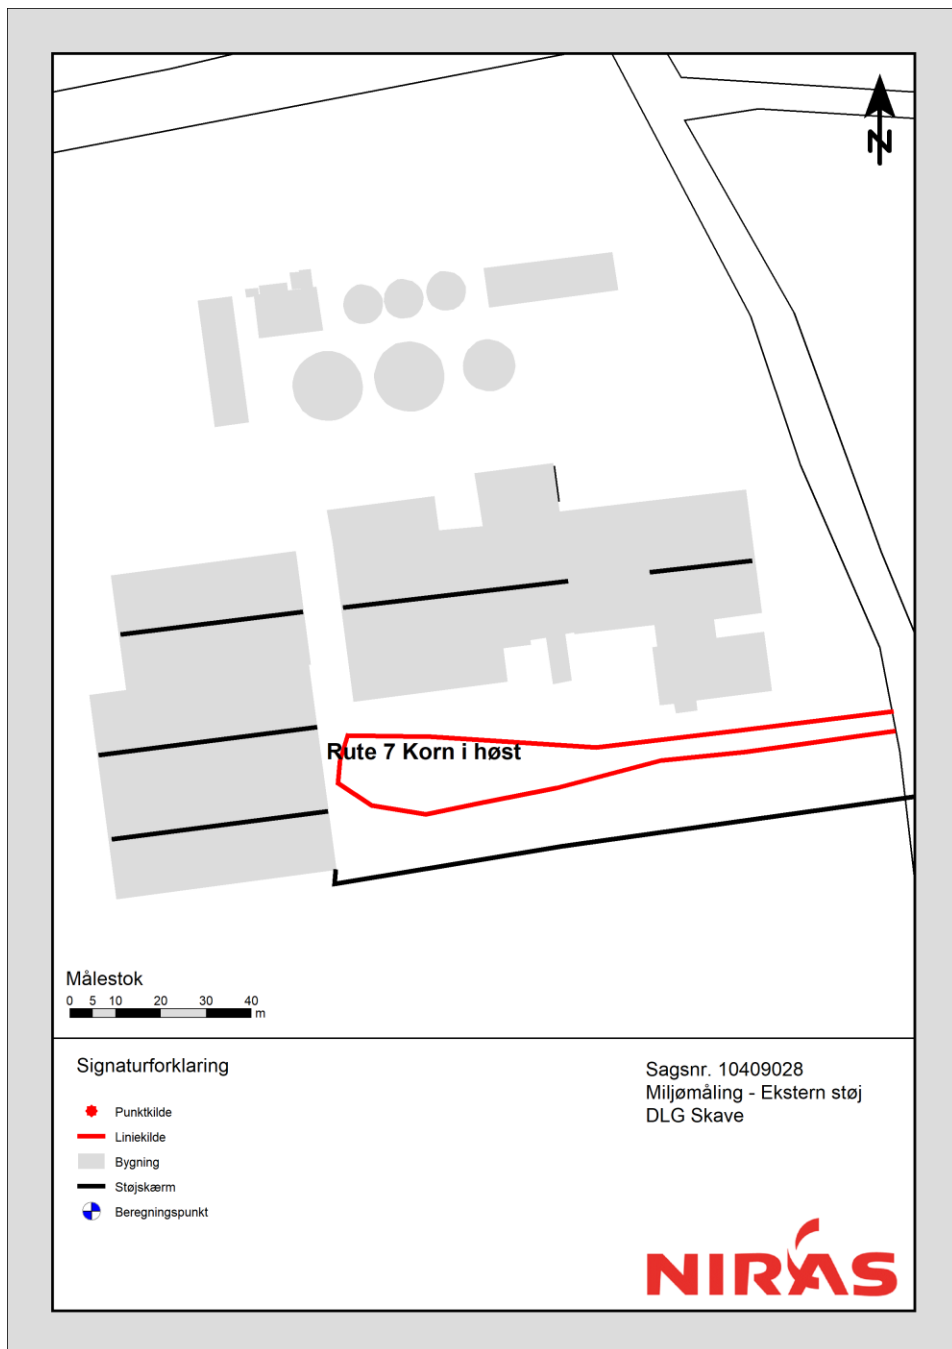 N
Rute 7 Korn i høst
Målestok
0 5 10 20 30 40
m
Signaturforklaring
Punktkilde
Liniekilde
Bygning
Støjskærm
Beregningspunkt
Sagsnr. 10409028
Miljømåling - Ekstern støj
DLG Skave
NIRAS